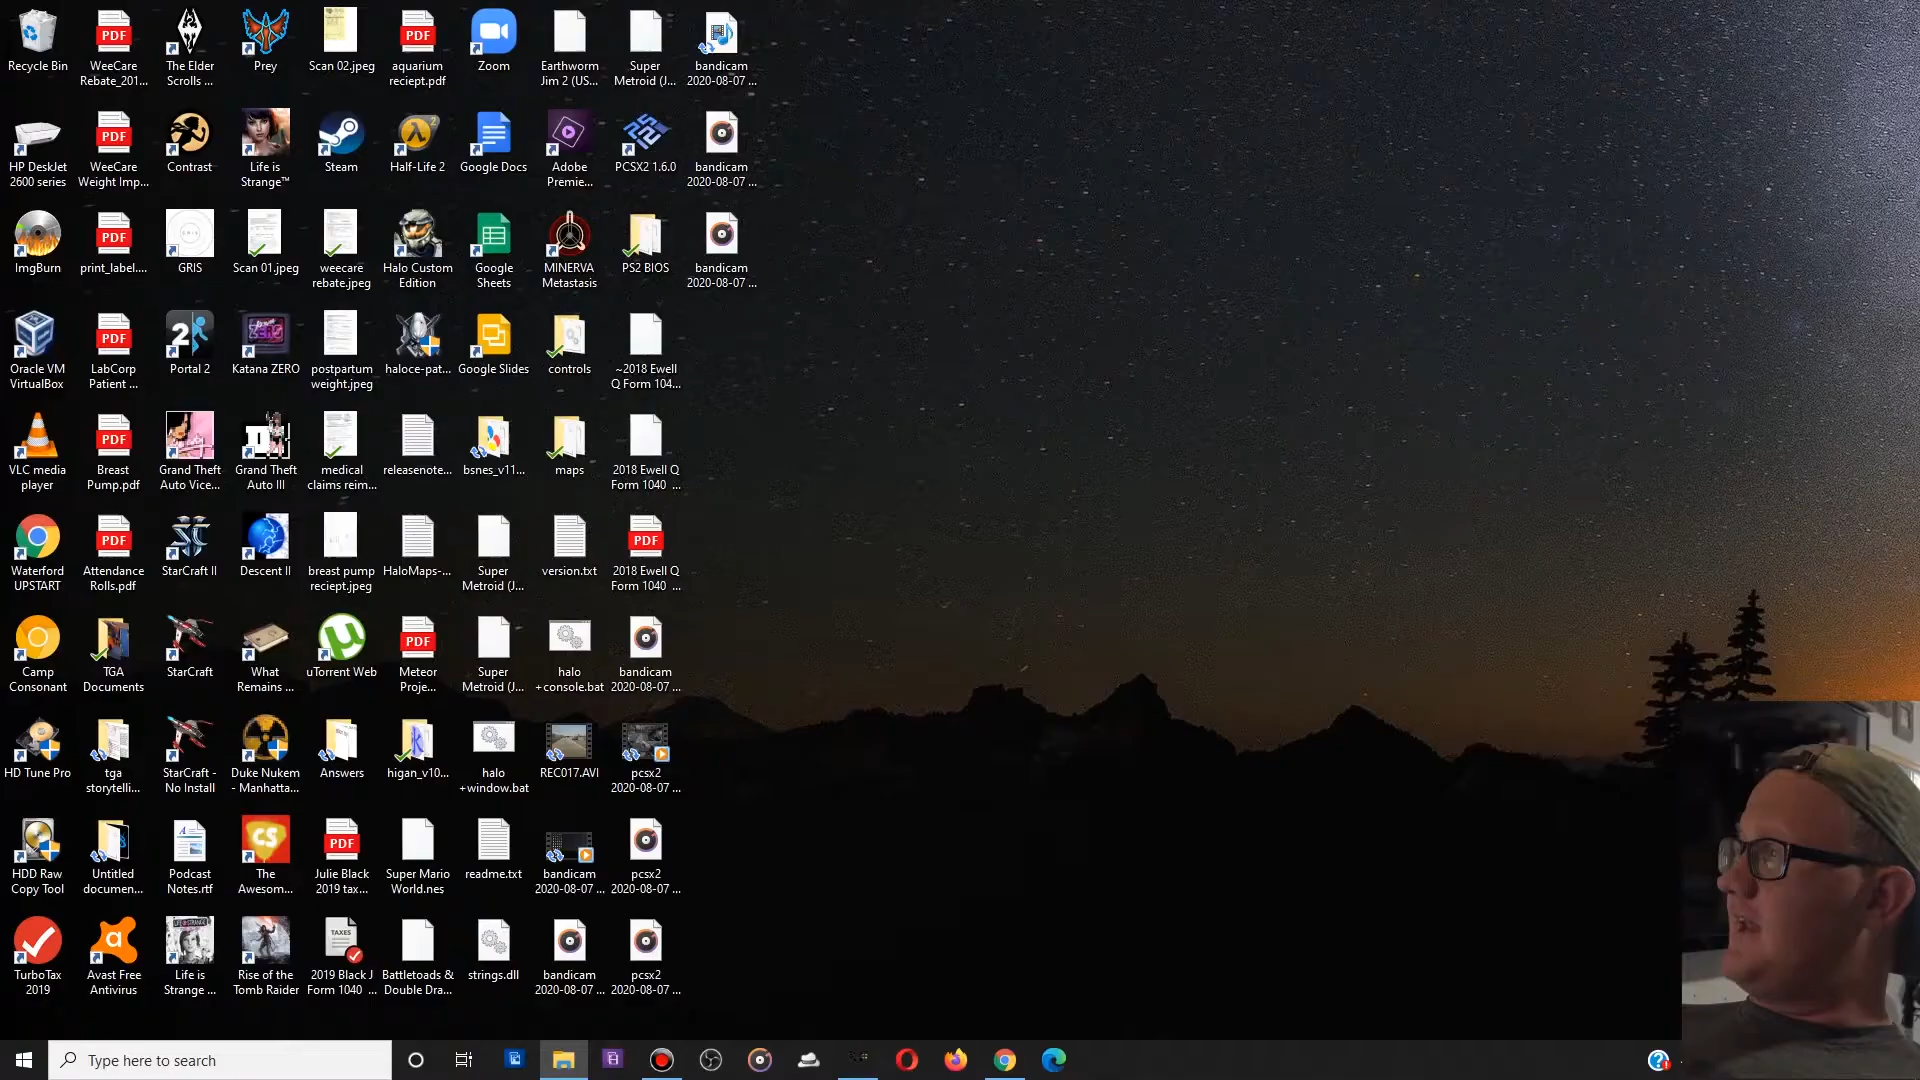 Recycle Bin
WeeCare
Rebate_201...
The Elder
Scrolls ...
Prey
Scan 02.jpeg
aquarium
reciept.pdf
Zoom
Earthworm
Jim 2 (US...
Super
Metroid (J...
bandicam
2020-08-07 ...
HP DeskJet
2600 series
WeeCare
Weight Imp...
Contrast
Life is
Strange™
Steam
Half-Life 2
Google Docs
Adobe
Premie...
PCSX2 1.6.0
bandicam
2020-08-07 ...
ImgBurn
print_label....
GRIS
Scan 01.jpeg
weecare
rebate.jpeg
Halo Custom
Edition
Google
Sheets
MINERVA
Metastasis
PS2 BIOS
bandicam
2020-08-07 ...
Oracle VM
VirtualBox
LabCorp
Patient ...
Portal 2
Katana ZERO
postpartum
weight.jpeg
haloce-pat...
Google Slides
controls
~2018 Ewell
Q Form 104...
VLC media
player
Breast
Pump.pdf
Grand Theft
Auto Vice...
Grand Theft
Auto III
medical
claims reim...
releasenote...
bsnes_v11...
maps
2018 Ewell Q
Form 1040 ...
Waterford
UPSTART
Attendance
Rolls.pdf
StarCraft II
Descent II
breast pump
reciept.jpeg
HaloMaps-...
Super
Metroid (J...
version.txt
2018 Ewell Q
Form 1040 ...
Camp
Consonant
TGA
Documents
StarCraft
What
Remains ...
uTorrent Web
Meteor
Proje...
Super
Metroid (J...
halo
+console.bat
bandicam
2020-08-07 ...
HD Tune Pro
tga
storytelli...
StarCraft -
No Install
Duke Nukem
- Manhatta...
Answers
higan_v10...
halo
+window.bat
REC017.AVI
pcsx2
2020-08-07 ...
HDD Raw
Copy Tool
Untitled
documen...
Podcast
Notes.rtf
The
Awesom...
Julie Black
2019 tax...
Super Mario
World.nes
readme.txt
bandicam
2020-08-07 ...
pcsx2
2020-08-07 ...
TurboTax
2019
Avast Free
Antivirus
Life is
Strange ...
Rise of the
Tomb Raider
2019 Black J
Form 1040 ...
Battletoads &
Double Dra...
strings.dll
bandicam
2020-08-07 ...
pcsx2
2020-08-07 ...
Type here to search